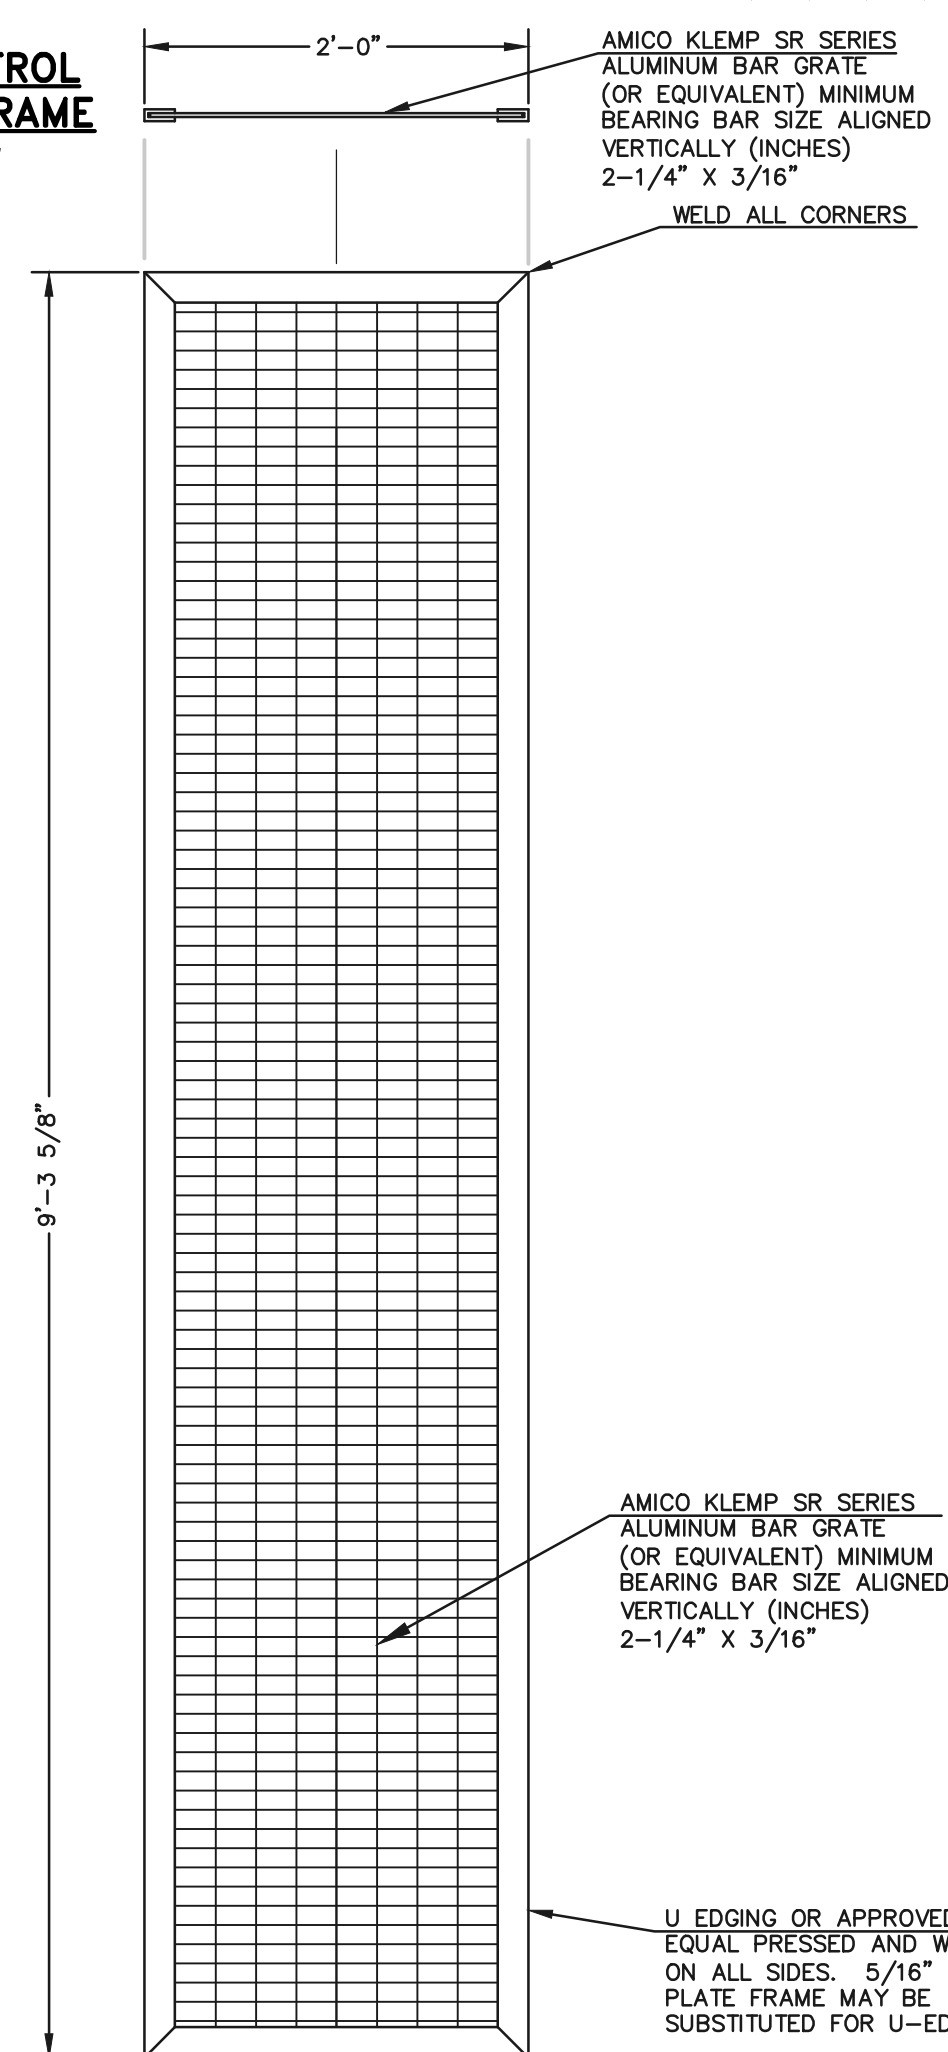 2'-0"
AMICO KLEMP SR SERIES
ALUMINUM BAR GRATE
(OR EQUIVALENT) MINIMUM
BEARING BAR SIZE ALIGNED
VERTICALLY (INCHES)
2-1/4" X 3/16"
TROL
RAME
WELD ALL CORNERS
9'-3 5/8"
AMICO KLEMP SR SERIES
ALUMINUM BAR GRATE
(OR EQUIVALENT) MINIMUM
BEARING BAR SIZE ALIGNED
VERTICALLY (INCHES)
2-1/4" X 3/16"
U EDGING OR APPROVED
EQUAL PRESSED AND W
ON ALL SIDES. 5/16"
PLATE FRAME MAY BE
SUBSTITUTED FOR U-ED